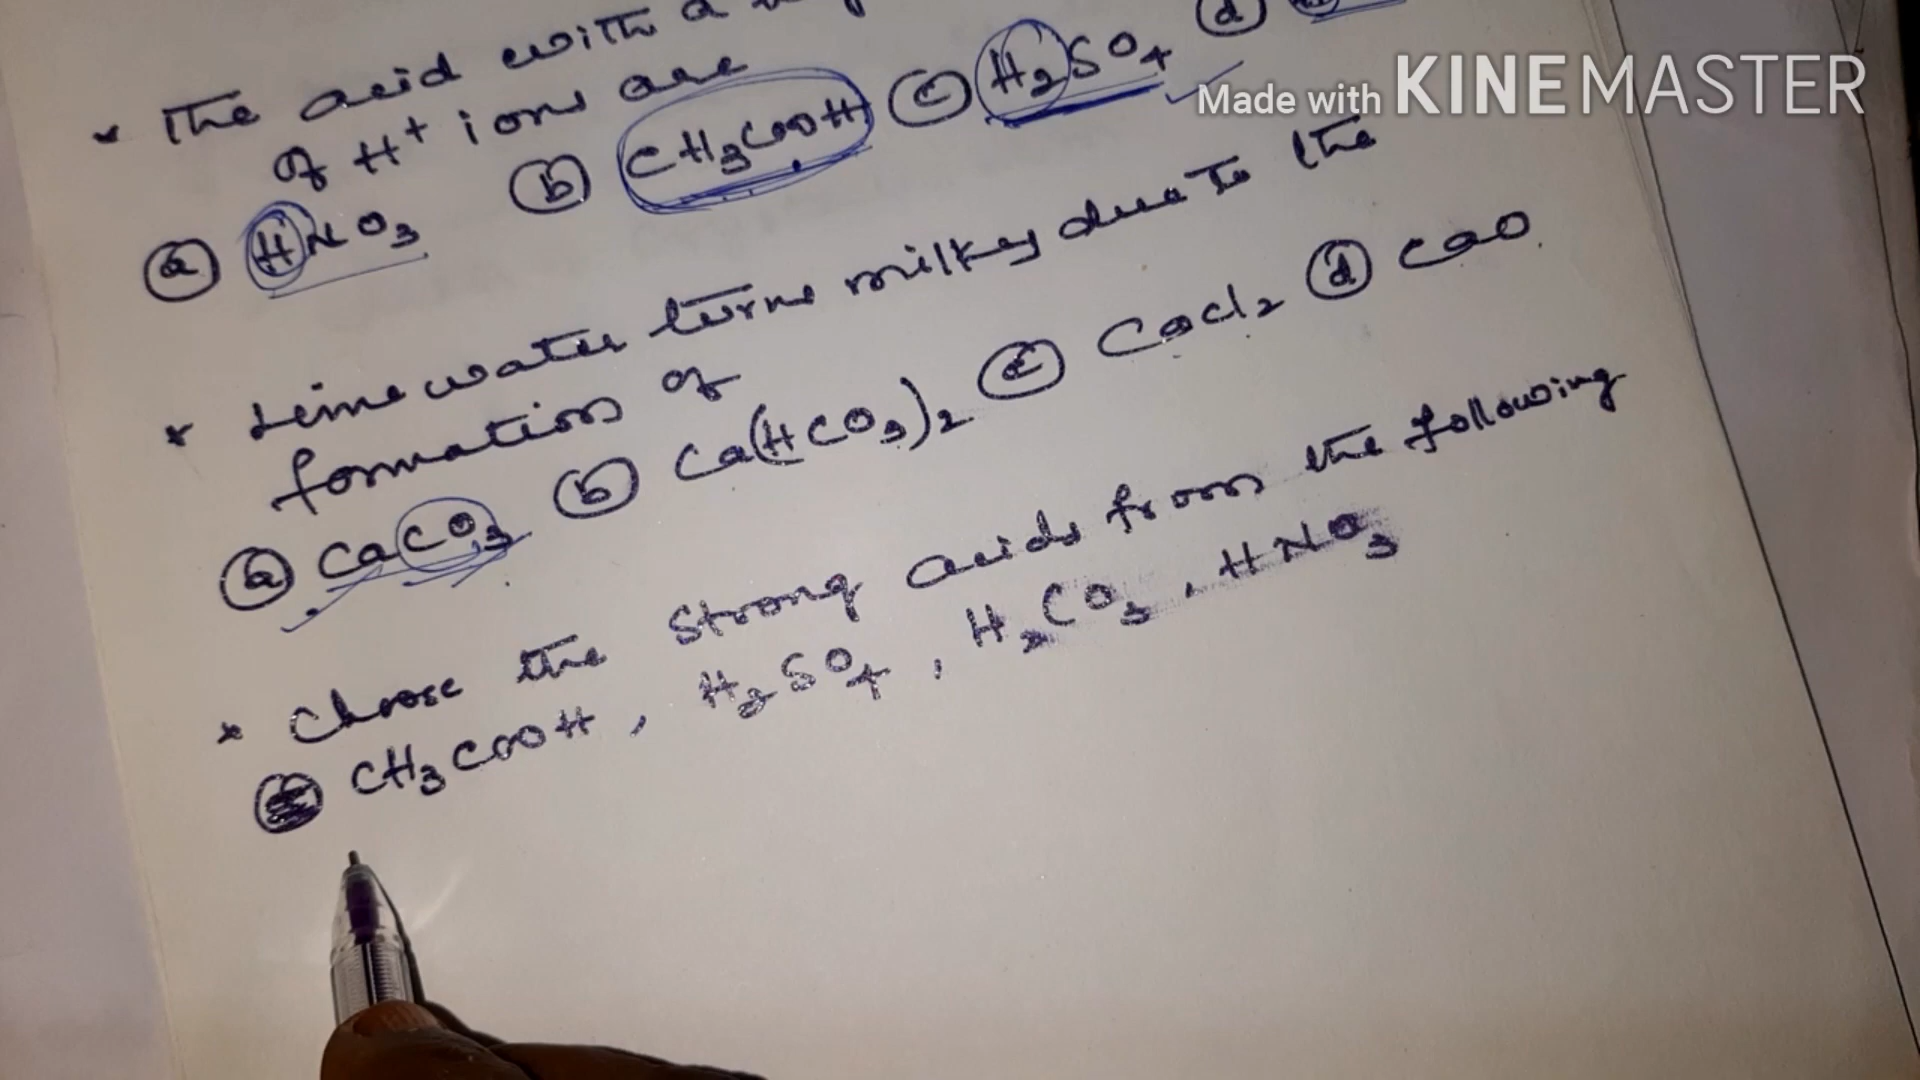 * The acid with a
of H+ ions are
(a) HNO3 (b) CH3COOH (c) H2SO4 (d)
Made with KINEMASTER
* Lime water turns milky due to the
formation of
(a) CaCO3 (b) Ca(HCO3)2 (c) CaCl2 (d) CaO.
* Choose the strong acids from the following
CH3COOH, H2SO4, H2CO3, HNO3